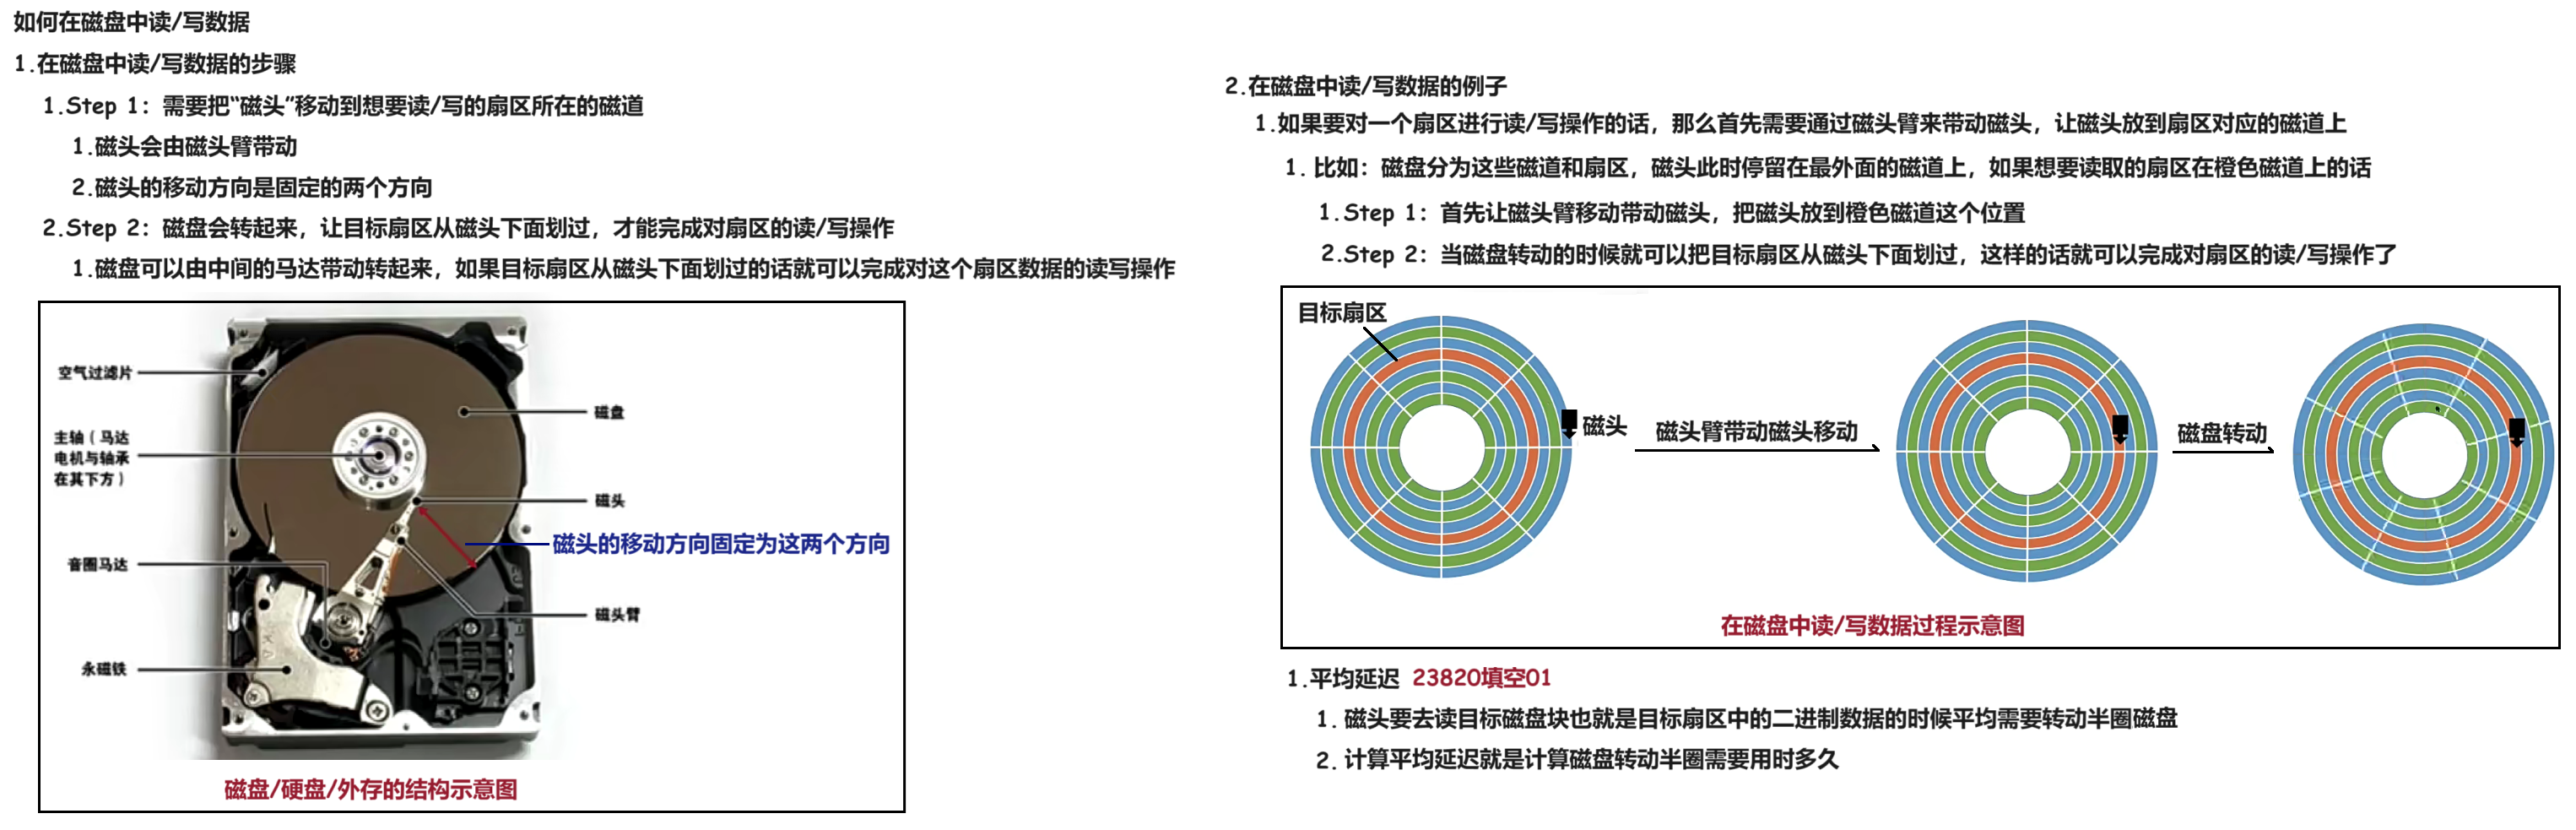 如何在磁盘中读/写数据
1.在磁盘中读/写数据的步骤
1.Step 1：需要把“磁头”移动到想要读/写的扇区所在的磁道
1.磁头会由磁头臂带动
2.磁头的移动方向是固定的两个方向
2.Step 2：磁盘会转起来，让目标扇区从磁头下面划过，才能完成对扇区的读/写操作
1.磁盘可以由中间的马达带动转起来，如果目标扇区从磁头下面划过的话就可以完成对这个扇区数据的读写操作
空气过滤片
磁盘
主轴（马达
电机与轴承
在其下方）
磁头
磁头的移动方向固定为这两个方向
音圈马达
磁头臂
永磁铁
磁盘/硬盘/外存的结构示意图
2.在磁盘中读/写数据的例子
1.如果要对一个扇区进行读/写操作的话，那么首先需要通过磁头臂来带动磁头，让磁头放到扇区对应的磁道上
1. 比如：磁盘分为这些磁道和扇区，磁头此时停留在最外面的磁道上，如果想要读取的扇区在橙色磁道上的话
1.Step 1：首先让磁头臂移动带动磁头，把磁头放到橙色磁道这个位置
2.Step 2：当磁盘转动的时候就可以把目标扇区从磁头下面划过，这样的话就可以完成对扇区的读/写操作了
目标扇区
磁头
磁头臂带动磁头移动
磁盘转动
在磁盘中读/写数据过程示意图
1.平均延迟 23820填空01
1. 磁头要去读目标磁盘块也就是目标扇区中的二进制数据的时候平均需要转动半圈磁盘
2. 计算平均延迟就是计算磁盘转动半圈需要用时多久